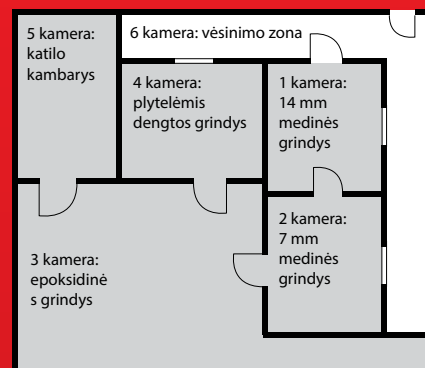 5 kamera:
katilo
kambarys
6 kamera: vėsinimo zona
4 kamera:
plytelėmis
dengtos grindys
1 kamera:
14 mm
medinės
grindys
2 kamera:
7 mm
medinės
grindys
3 kamera:
epoksidinė
s grindys